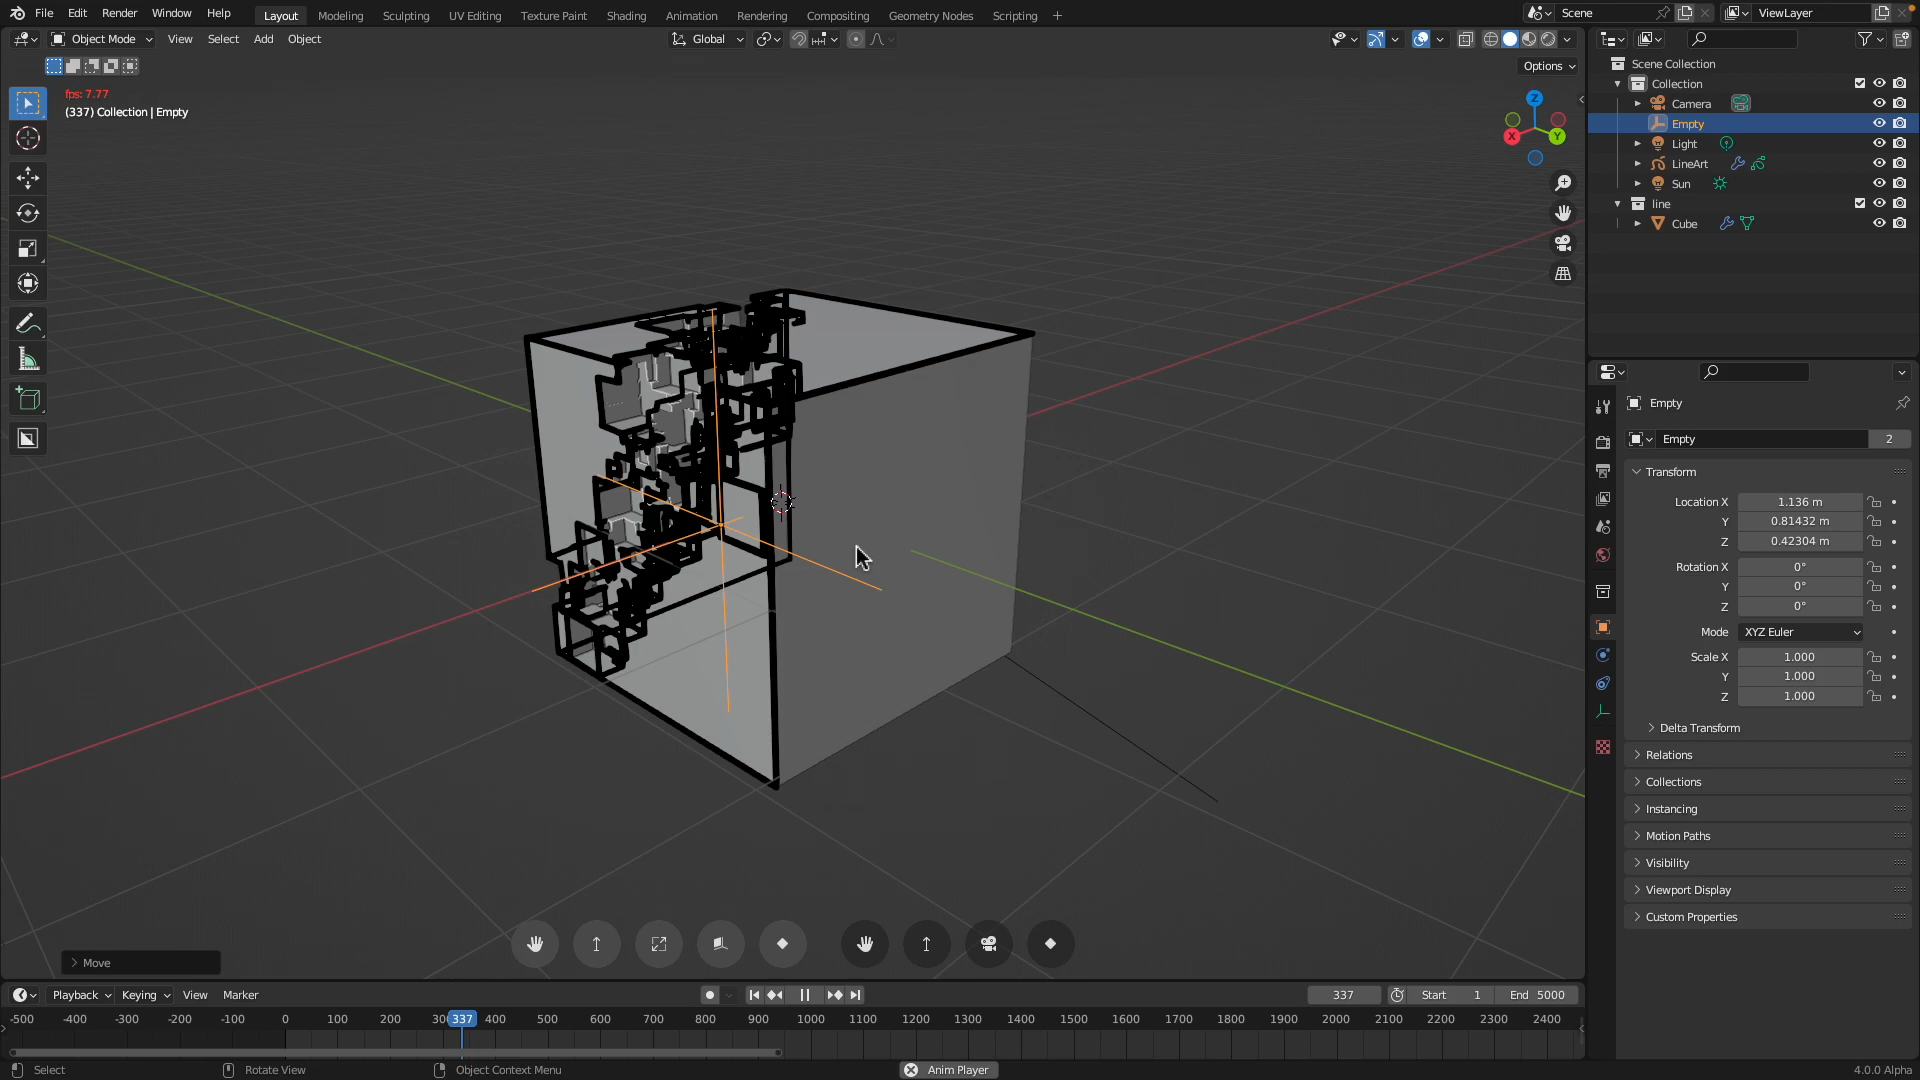 File Edit Render Window Help Layout Modeling Sculpting UV Editing Texture Paint Shading Animation Rendering Compositing Geometry Nodes Scripting + Scene ViewLayer
Object Mode View Select Add Object Global
Options
fps: 7.77
(337) Collection | Empty
Z
X Y
Scene Collection
Collection
Camera
Empty
Light
LineArt
Sun
line
Cube
Empty
Empty 2
Transform
Location X 1.136 m
Y 0.81432 m
Z 0.42304 m
Rotation X 0°
Y 0°
Z 0°
Mode XYZ Euler
Scale X 1.000
Y 1.000
Z 1.000
Delta Transform
Relations
Collections
Instancing
Motion Paths
Visibility
Viewport Display
Custom Properties
Move
Playback Keying View Marker 337 Start 1 End 5000
-500 -400 -300 -200 -100 0 100 200 30 337 400 500 600 700 800 900 1000 1100 1200 1300 1400 1500 1600 1700 1800 1900 2000 2100 2200 2300 2400
Select Rotate View Object Context Menu Anim Player 4.0.0 Alpha